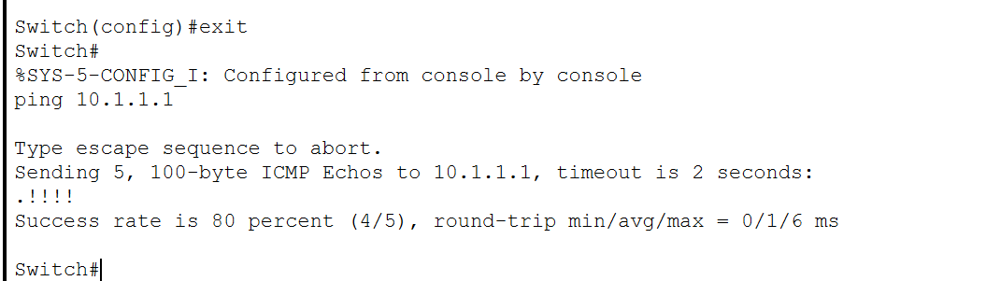 Switch(config)#exit
Switch#
%SYS-5-CONFIG_I: Configured from console by console
ping 10.1.1.1
Type escape sequence to abort.
Sending 5, 100-byte ICMP Echos to 10.1.1.1, timeout is 2 seconds:
.!!!!
Success rate is 80 percent (4/5), round-trip min/avg/max = 0/1/6 ms
Switch#